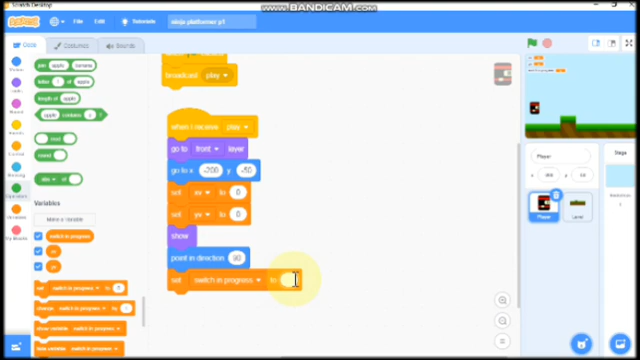 Scratch Desktop
WWW.BANDICAM.COM
File Edit Tutorials ninja platformer p1
Code Costumes Sounds
broadcast play
when I receive play
go to front layer
go to x -200 y -50
set xv to 0
set yv to 0
show
point in direction 90
set switch in progress to
join apple banana
letter 1 of apple
length of apple
apple contains a
mod
round
abs of
Variables
Make a Variable
switch in progress
xv
yv
set switch in progress to 0
change switch in progress by 1
show variable switch in progress
hide variable switch in progress
Motion
Looks
Sound
Events
Control
Sensing
Operators
Variables
My Blocks
Player
Stage
Player
Level